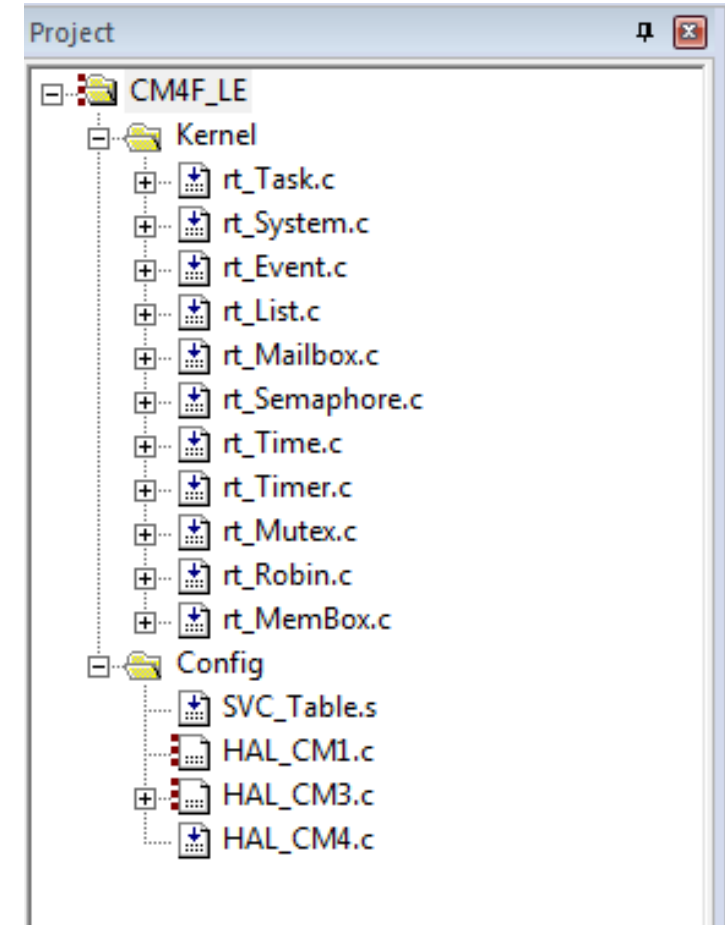 Project
CM4F_LE
Kernel
rt_Task.c
rt_System.c
rt_Event.c
rt_List.c
rt_Mailbox.c
rt_Semaphore.c
rt_Time.c
rt_Timer.c
rt_Mutex.c
rt_Robin.c
rt_MemBox.c
Config
SVC_Table.s
HAL_CM1.c
HAL_CM3.c
HAL_CM4.c